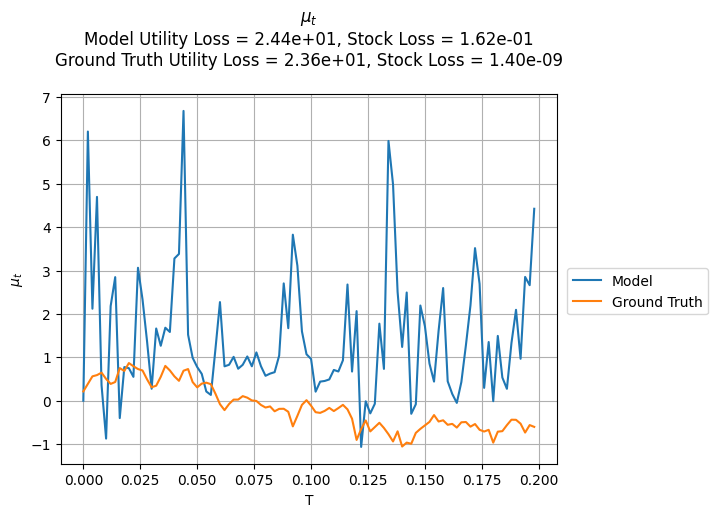 μₜ
Model Utility Loss = 2.44e+01, Stock Loss = 1.62e-01
Ground Truth Utility Loss = 2.36e+01, Stock Loss = 1.40e-09
7
6
5
4
3
2
1
0
−1
μₜ
0.000
0.025
0.050
0.075
0.100
0.125
0.150
0.175
0.200
T
Model
Ground Truth